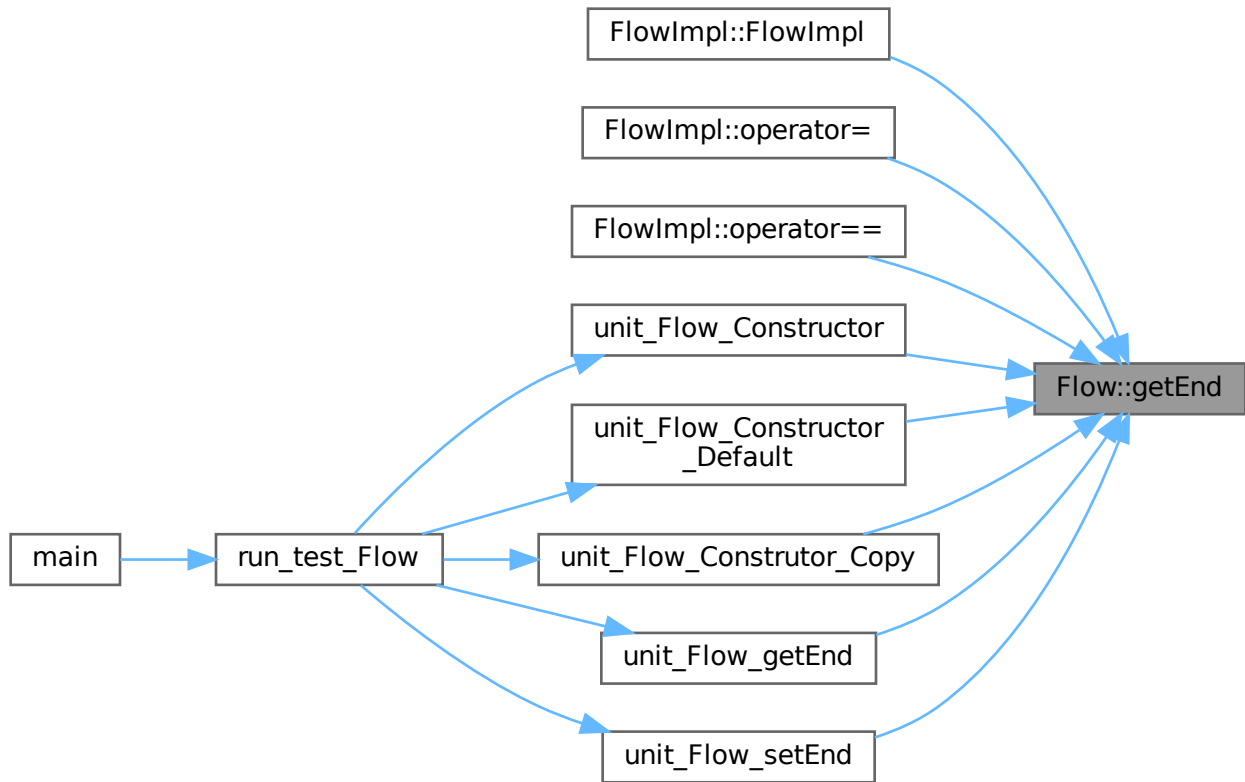 FlowImpl::FlowImpl
FlowImpl::operator=
FlowImpl::operator==
unit_Flow_Constructor
Flow::getEnd
unit_Flow_Constructor
_Default
main
run_test_Flow
unit_Flow_Construtor_Copy
unit_Flow_getEnd
unit_Flow_setEnd